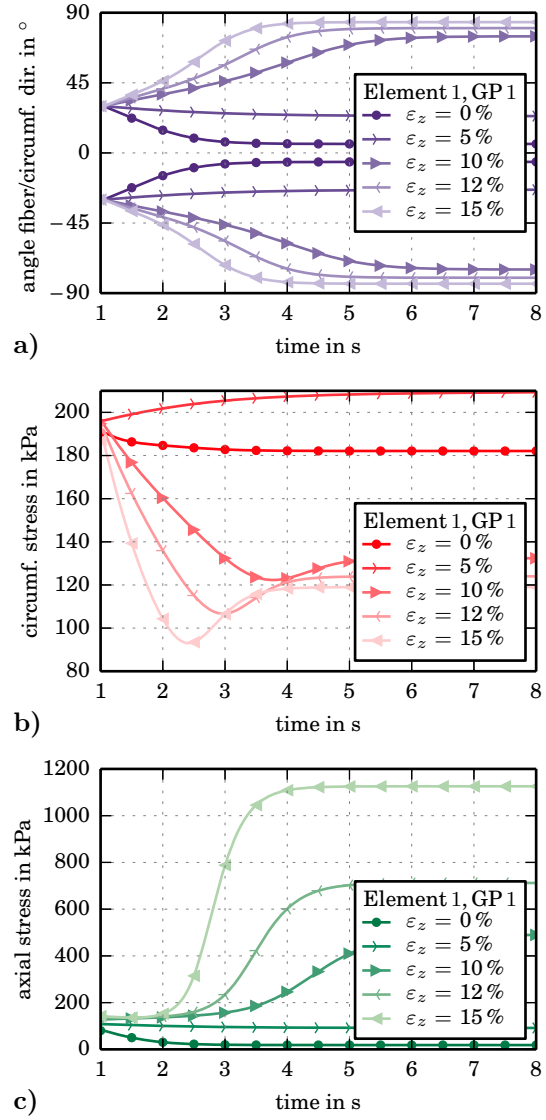 90
45
0
−45
−90
angle fiber/circumf. dir. in °
Element 1, GP 1
εz = 0 %
εz = 5 %
εz = 10 %
εz = 12 %
εz = 15 %
1 2 3 4 5 6 7 8
time in s
a)
200
180
160
140
120
100
80
circumf. stress in kPa
Element 1, GP 1
εz = 0 %
εz = 5 %
εz = 10 %
εz = 12 %
εz = 15 %
1 2 3 4 5 6 7 8
time in s
b)
1200
1000
800
600
400
200
0
axial stress in kPa
Element 1, GP 1
εz = 0 %
εz = 5 %
εz = 10 %
εz = 12 %
εz = 15 %
1 2 3 4 5 6 7 8
time in s
c)